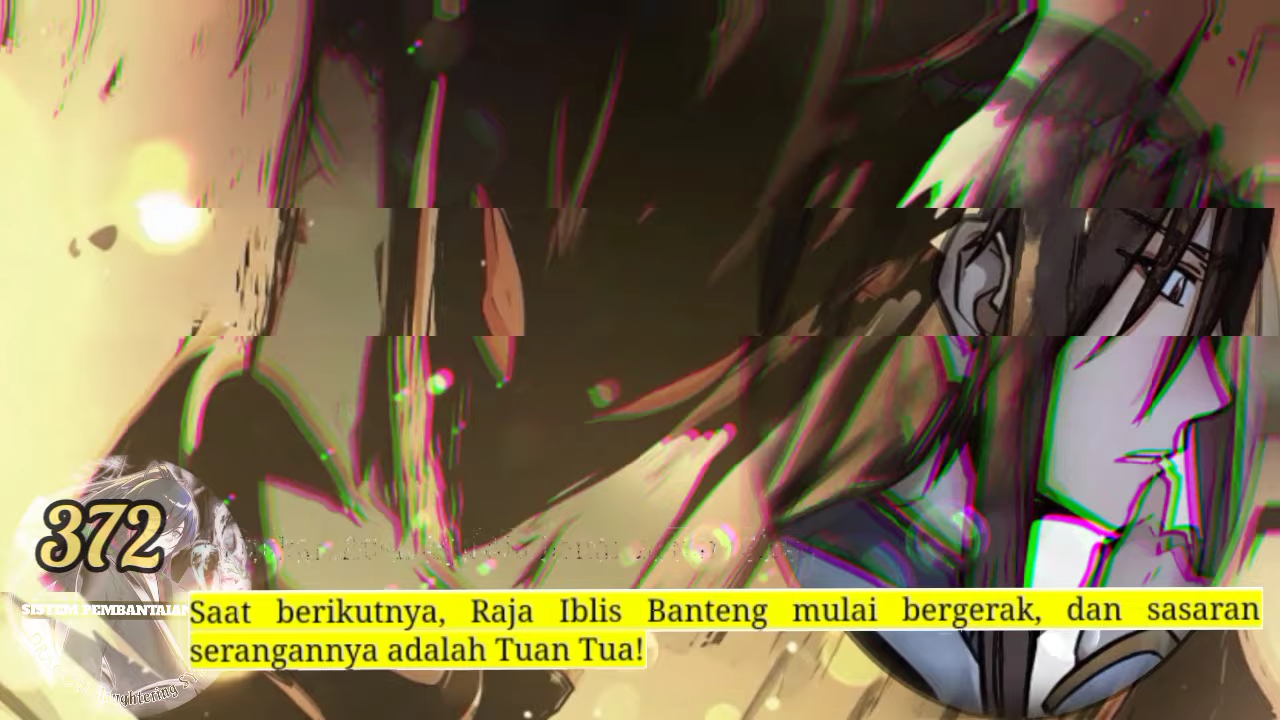 372
SISTEM PEMBANTAIAN
Saat berikutnya, Raja Iblis Banteng mulai bergerak, dan sasaran
serangannya adalah Tuan Tua!